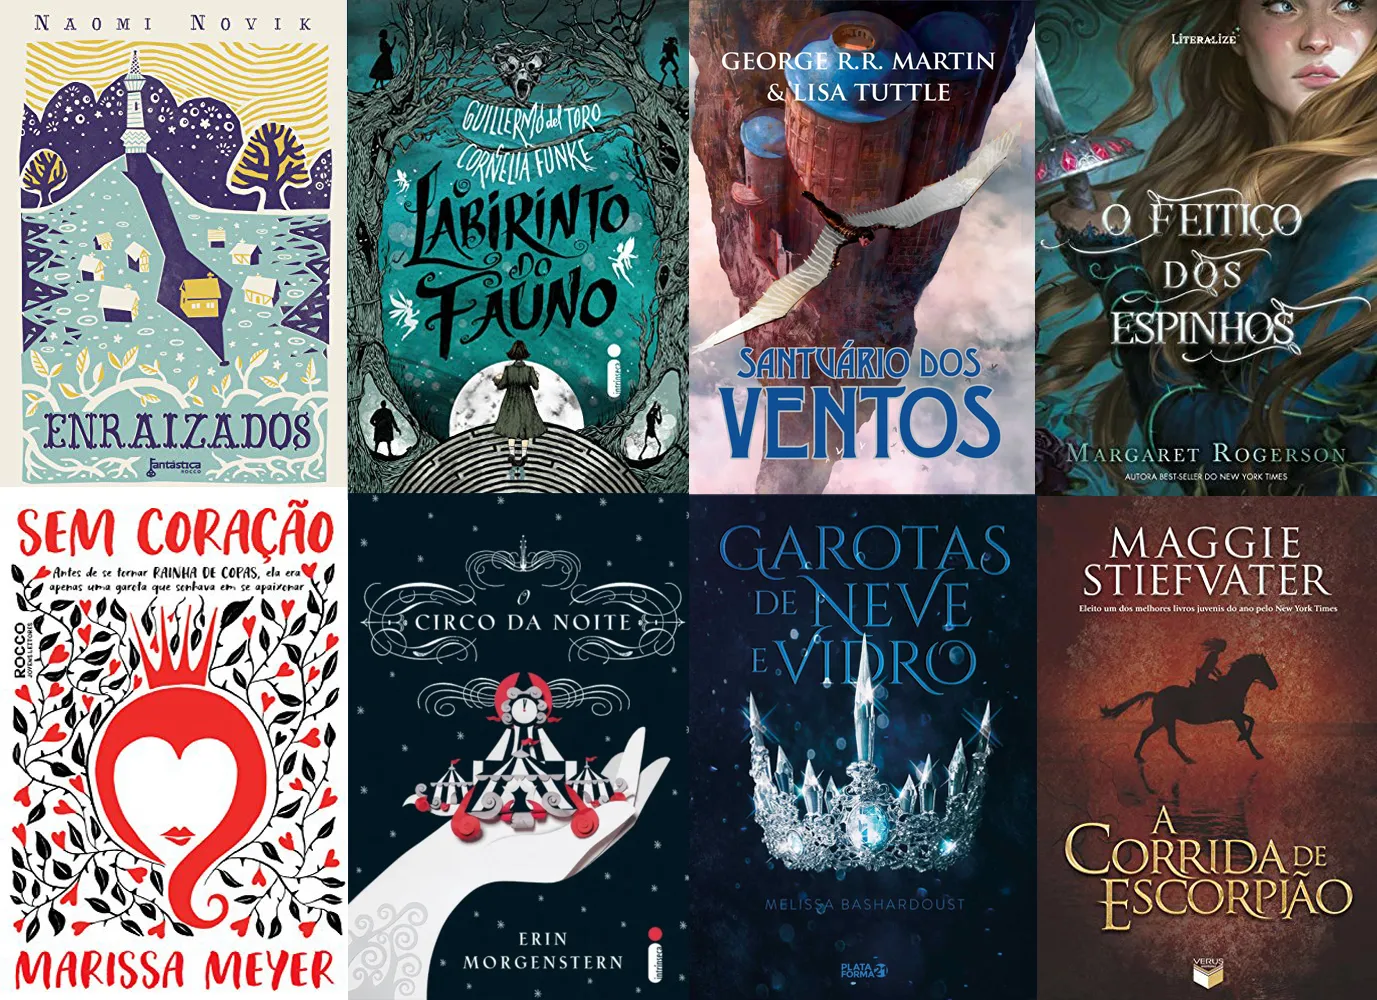 NAOMI NOVIK
ENRAIZADOS
Fantástica
ROCCO
GUILLERMO del TORO
CORNELIA FUNKE
O
LABIRINTO
DO
FAUNO
intrínseca
GEORGE R.R. MARTIN
& LISA TUTTLE
SANTUÁRIO DOS
VENTOS
LITERALIZE
O FEITIÇO
DOS
ESPINHOS
MARGARET ROGERSON
AUTORA BEST-SELLER DO NEW YORK TIMES
SEM CORAÇÃO
Antes de se tornar RAINHA DE COPAS, ela era
apenas uma garota que sonhava em se apaixonar
ROCCO
JOVENS LEITORES
MARISSA MEYER
O
CIRCO DA NOITE
ERIN
MORGENSTERN
intrínseca
GAROTAS
DE NEVE
E VIDRO
MELISSA BASHARDOUST
PLATA
FORMA21
MAGGIE
STIEFVATER
Eleito um dos melhores livros juvenis do ano pelo New York Times
A
CORRIDA DE
ESCORPIÃO
VERUS